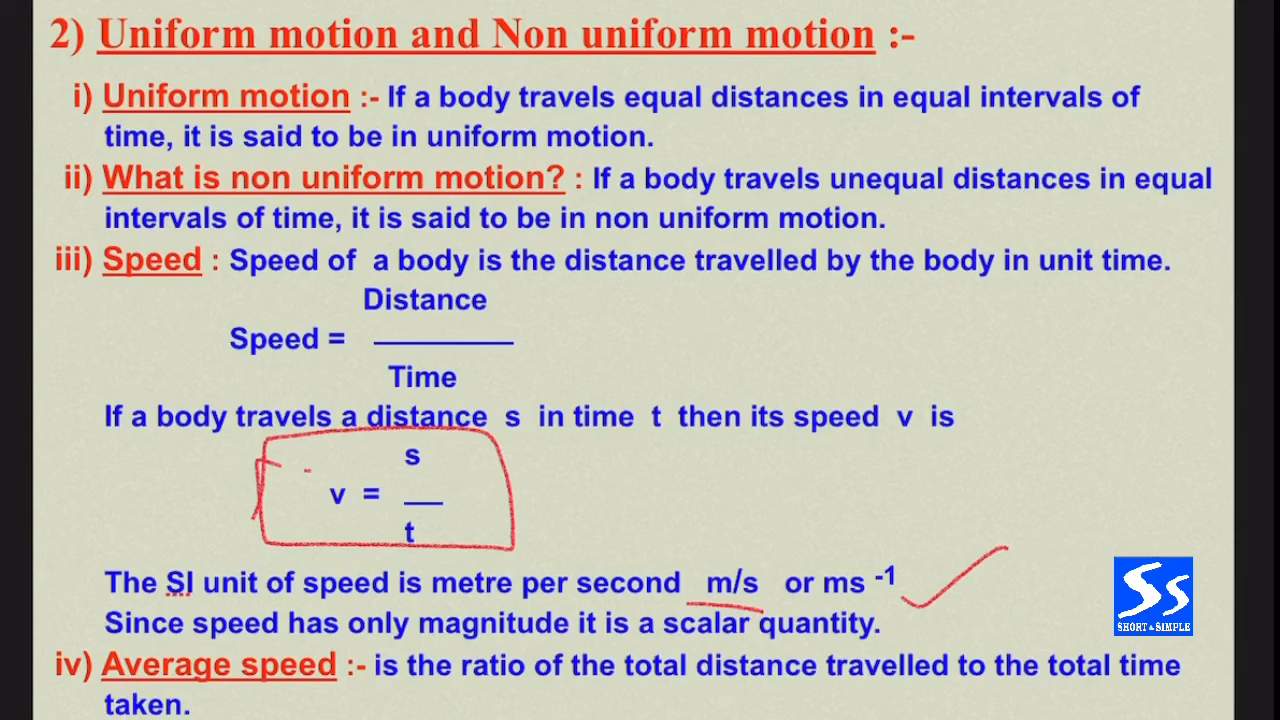 2) Uniform motion and Non uniform motion :-
i) Uniform motion :- If a body travels equal distances in equal intervals of
time, it is said to be in uniform motion.
ii) What is non uniform motion? : If a body travels unequal distances in equal
intervals of time, it is said to be in non uniform motion.
iii) Speed : Speed of a body is the distance travelled by the body in unit time.
Distance
Speed =
Time
If a body travels a distance s in time t then its speed v is
s
v =
t
The SI unit of speed is metre per second m/s or ms -1
Since speed has only magnitude it is a scalar quantity.
iv) Average speed :- is the ratio of the total distance travelled to the total time
taken.
SS
SHORT & SIMPLE